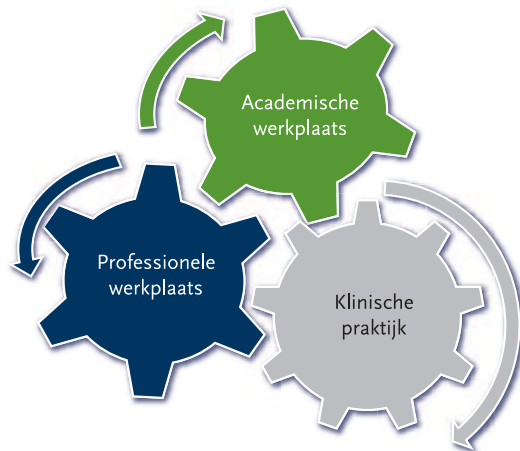 Academische
werkplaats
Professionele
werkplaats
Klinische
praktijk